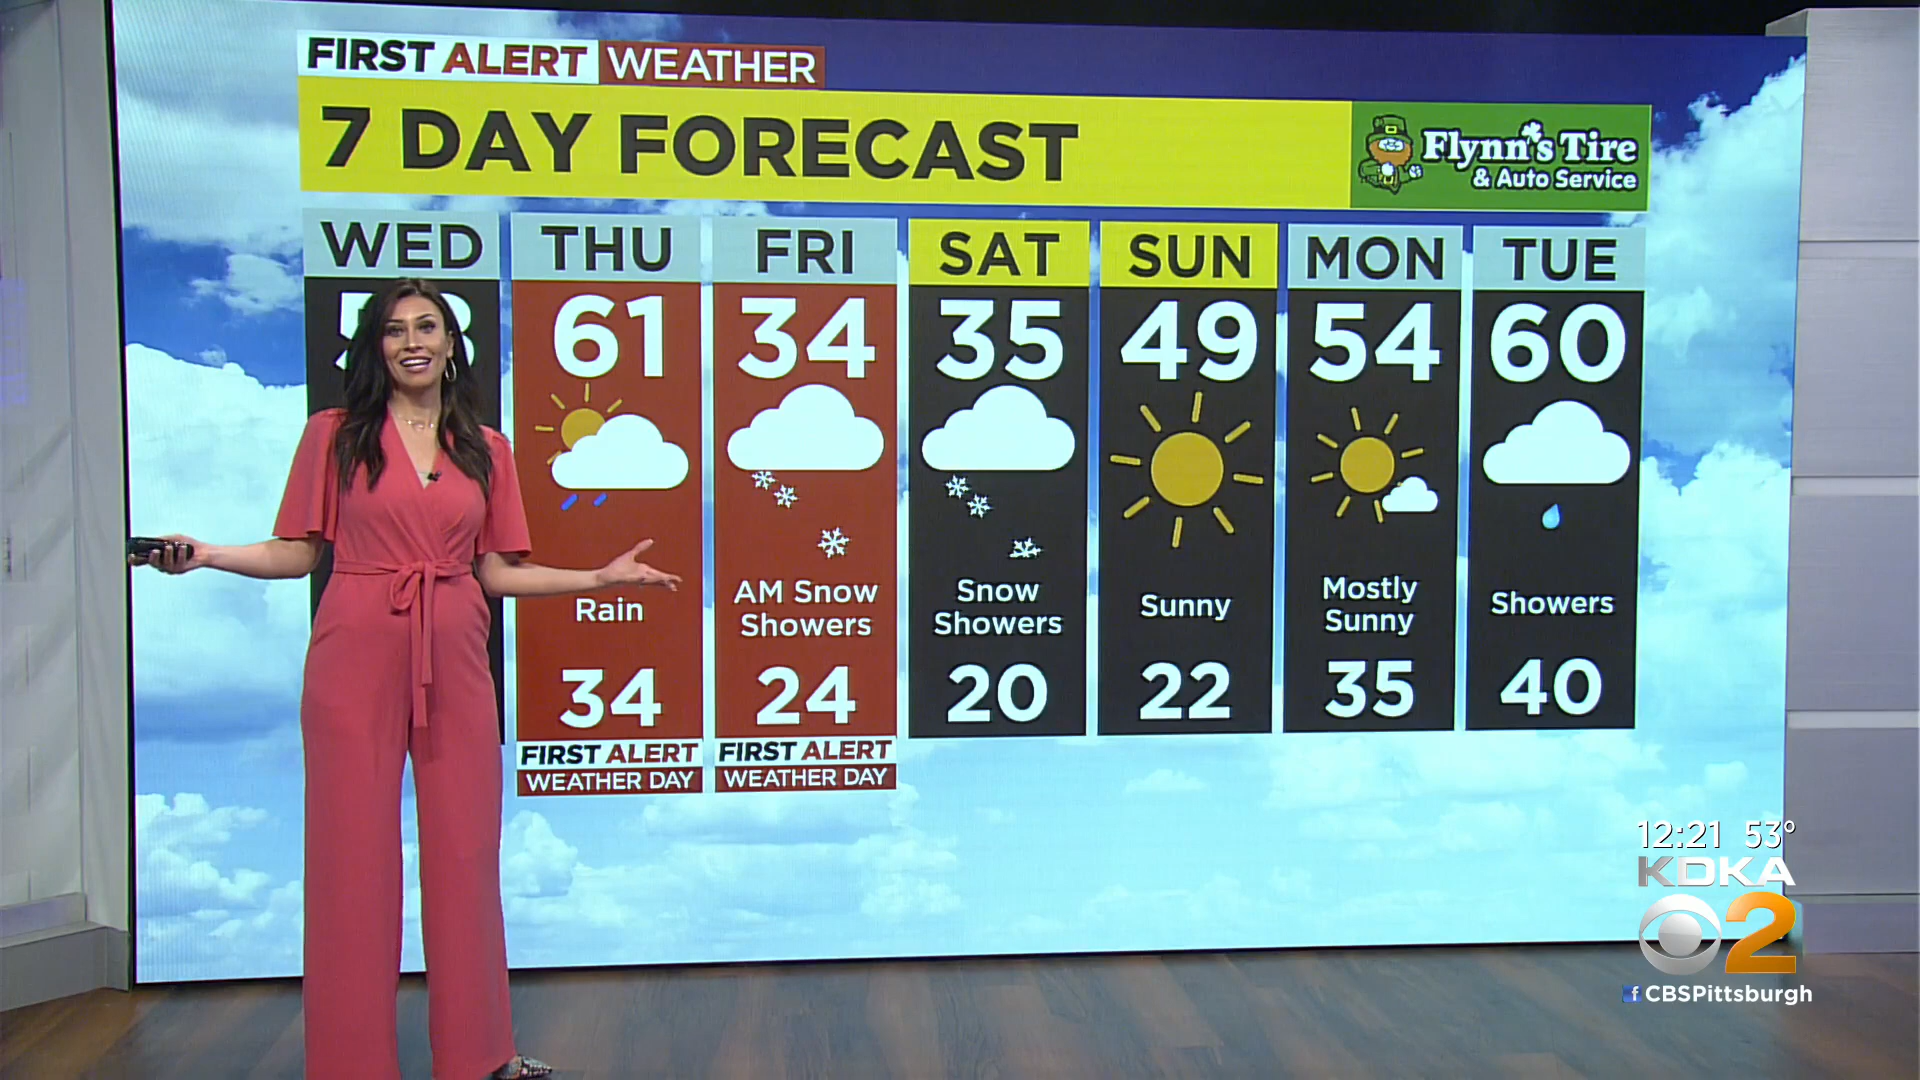 FIRST ALERT WEATHER
7 DAY FORECAST
Flynn's Tire
& Auto Service
WED THU FRI SAT SUN MON TUE
61 34 35 49 54 60
Rain
AM Snow
Showers
Snow
Showers
Sunny
Mostly
Sunny
Showers
34 24 20 22 35 40
FIRST ALERT
WEATHER DAY
FIRST ALERT
WEATHER DAY
12:21 53°
KDKA
2
f CBSPittsburgh